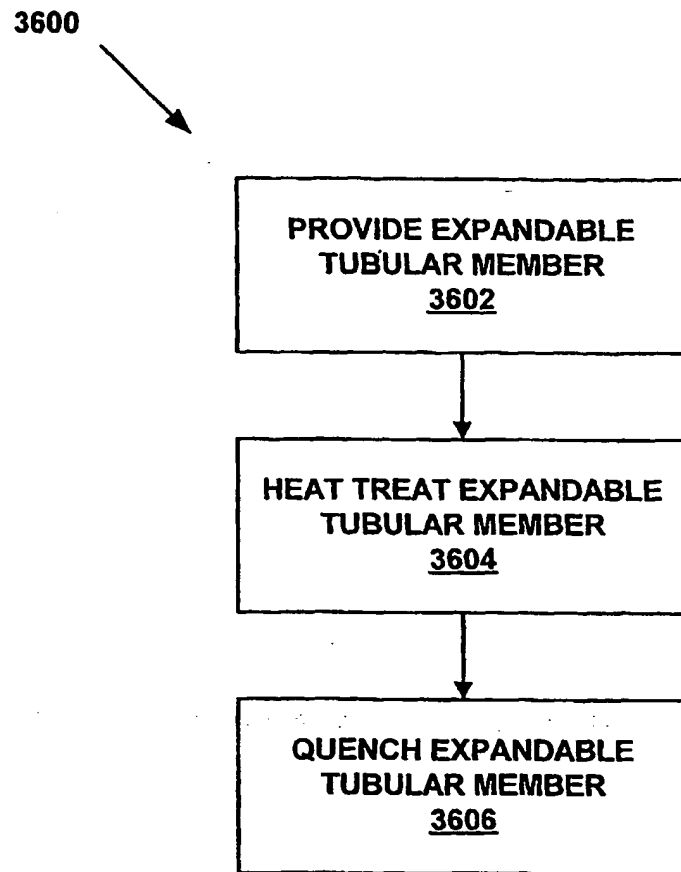 3600
PROVIDE EXPANDABLE
TUBULAR MEMBER
3602
HEAT TREAT EXPANDABLE
TUBULAR MEMBER
3604
QUENCH EXPANDABLE
TUBULAR MEMBER
3606